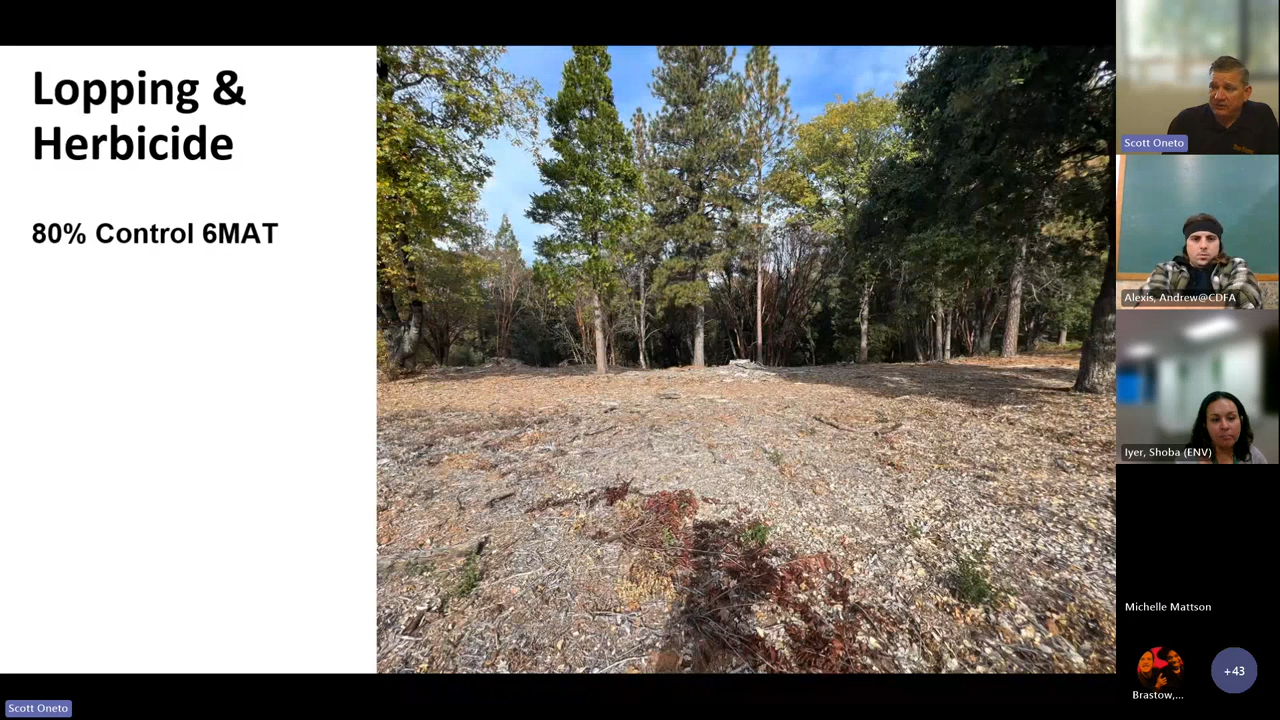 Lopping &
Herbicide
80% Control 6MAT
Scott Oneto
Alexis, Andrew@CDFA
Iyer, Shoba (ENV)
Michelle Mattson
Brastow,...
+43
Scott Oneto